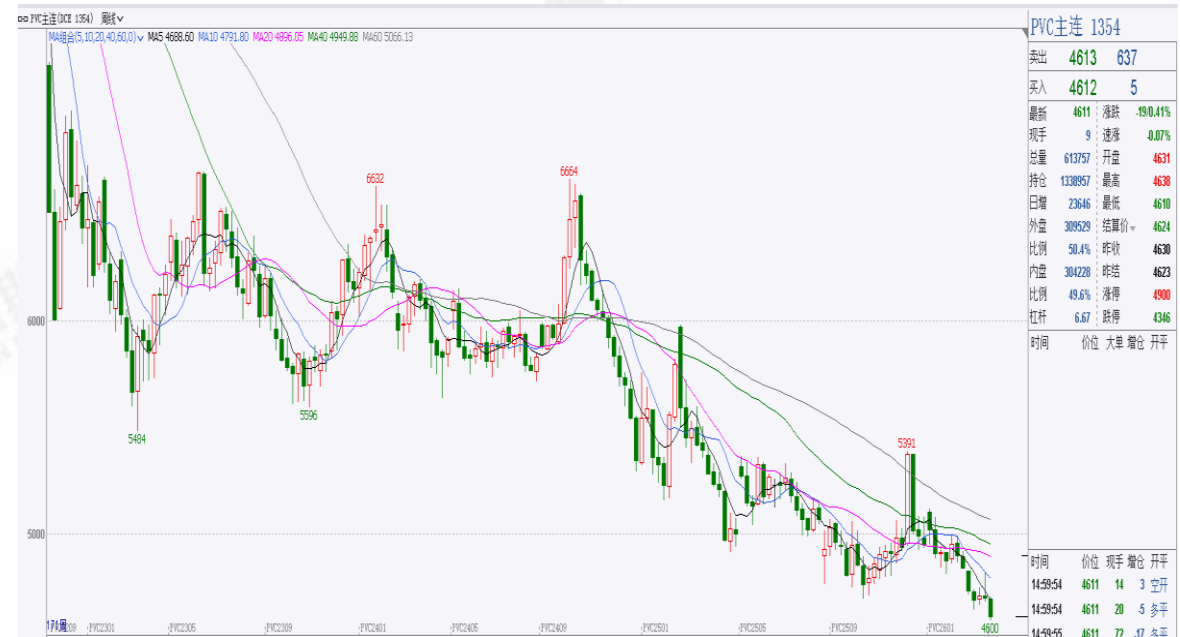 PVC主连(DCE 1354) 周线
MA组合(5,10,20,40,60,0) MA5 4688.60 MA10 4791.80 MA20 4896.05 MA40 4949.88 MA60 5066.13
6632
6664
6000
5484
5596
5391
5000
4600
PVC2301 PVC2305 PVC2309 PVC2401 PVC2405 PVC2409 PVC2501 PVC2505 PVC2509 PVC2601
PVC主连 1354
卖出 4613 637
买入 4612 5
最新 4611 涨跌 -19/0.41%
现手 9 速涨 -0.07%
总量 613757 开盘 4631
持仓 1338957 最高 4638
日增 23646 最低 4610
外盘 309529 结算价 4624
比例 50.4% 昨收 4630
内盘 304228 昨结 4623
比例 49.6% 涨停 4900
杠杆 6.67 跌停 4346
时间 价位 大单 增仓 开平
时间 价位 现手 增仓 开平
14:59:54 4611 14 3 空开
14:59:54 4611 20 -5 多平
14:59:55 4611 72 -17 多平